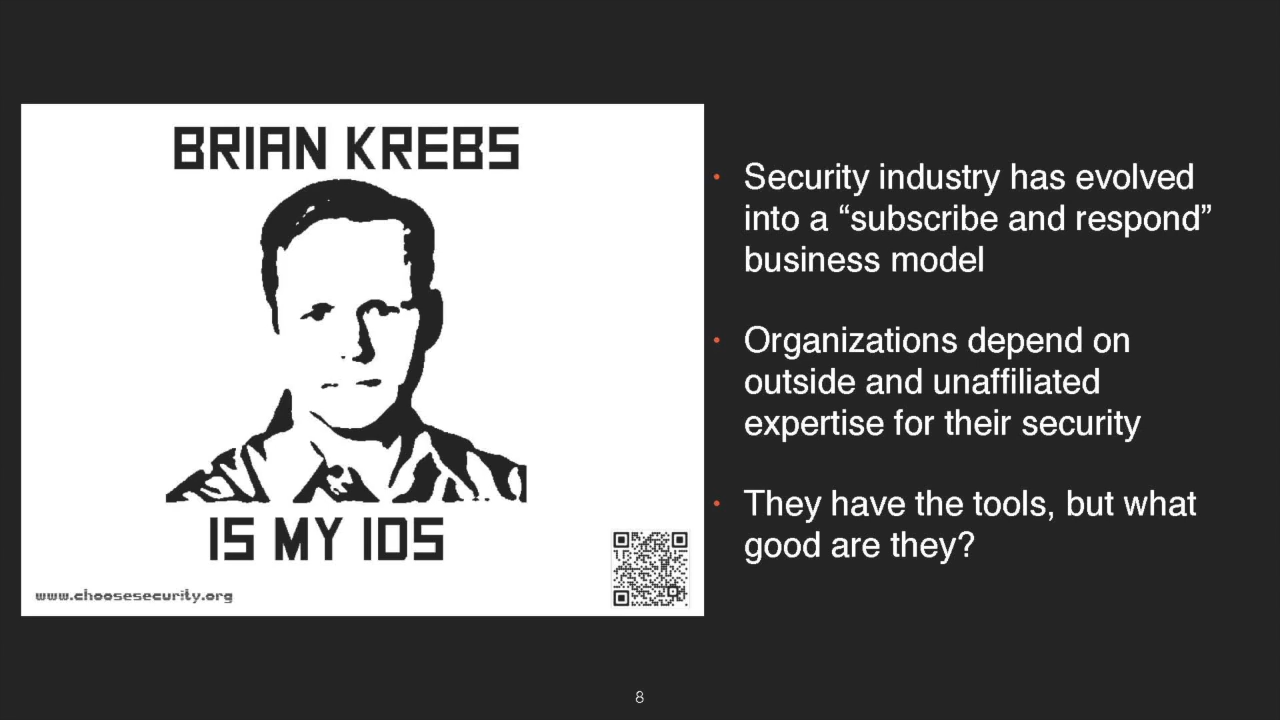 BRIAN KREBS
IS MY IDS
www.choosesecurity.org
• Security industry has evolved
into a “subscribe and respond”
business model
• Organizations depend on
outside and unaffiliated
expertise for their security
• They have the tools, but what
good are they?
8